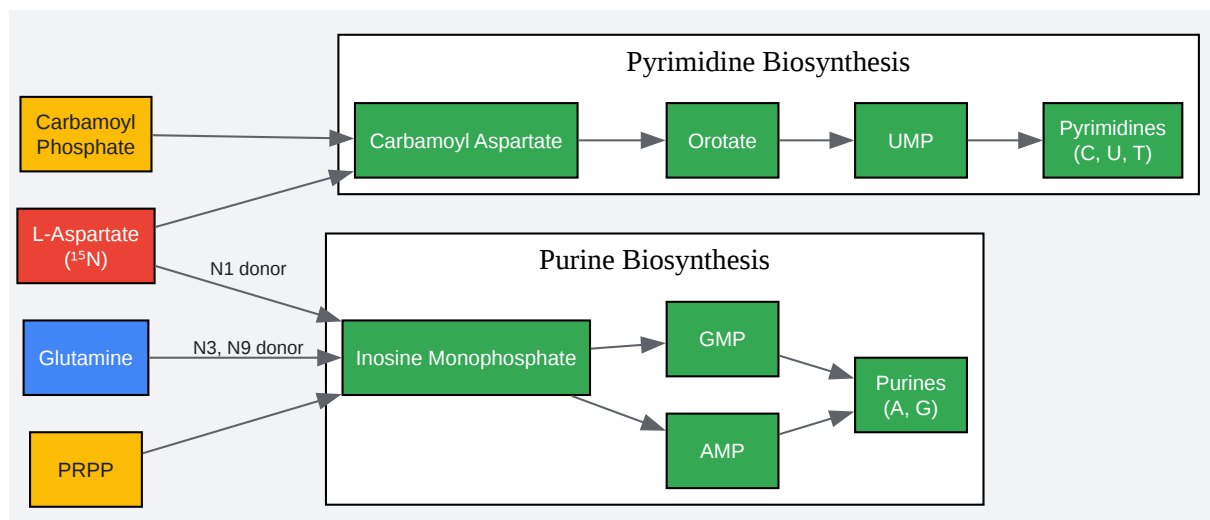 Pyrimidine Biosynthesis
Carbamoyl
Phosphate
Carbamoyl Aspartate
Orotate
UMP
Pyrimidines
(C, U, T)
L-Aspartate
(¹⁵N)
N1 donor
Purine Biosynthesis
Glutamine
N3, N9 donor
Inosine Monophosphate
GMP
AMP
Purines
(A, G)
PRPP